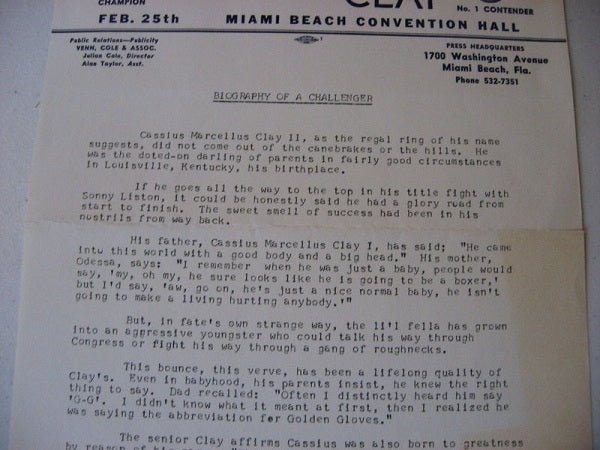 CHAMPION
CLAY
No. 1 CONTENDER
FEB. 25th
MIAMI BEACH CONVENTION HALL
Public Relations—Publicity
VENN, COLE & ASSOC.
Julian Cole, Director
Alan Taylor, Asst.
PRESS HEADQUARTERS
1700 Washington Avenue
Miami Beach, Fla.
Phone 532-7351
BIOGRAPHY OF A CHALLENGER
Cassius Marcellus Clay II, as the regal ring of his name
suggests, did not come out of the canebrakes or the hills. He
was the doted-on darling of parents in fairly good circumstances
in Louisville, Kentucky, his birthplace.
If he goes all the way to the top in his title fight with
Sonny Liston, it could be honestly said he had a glory road from
start to finish. The sweet smell of success had been in his
nostrils from way back.
His father, Cassius Marcellus Clay I, has said; "He came
into this world with a good body and a big head." His mother,
Odessa, says: "I remember when he was just a baby, people would
say, 'my, oh my, he sure looks like he is going to be a boxer,'
but I'd say, 'aw, go on, he's just a nice normal baby, he isn't
going to make a living hurting anybody.'"
But, in fate's own strange way, the li'l fella has grown
into an aggressive youngster who could talk his way through
Congress or fight his way through a gang of roughnecks.
This bounce, this verve, has been a lifelong quality of
Clay's. Even in babyhood, his parents insist, he knew the right
thing to say. Dad recalled: "Often I distinctly heard him say
'G-G'. I didn't know what it meant at first, then I realized he
was saying the abbreviation for Golden Gloves."
The senior Clay affirms Cassius was also born to greatness
by reason of his